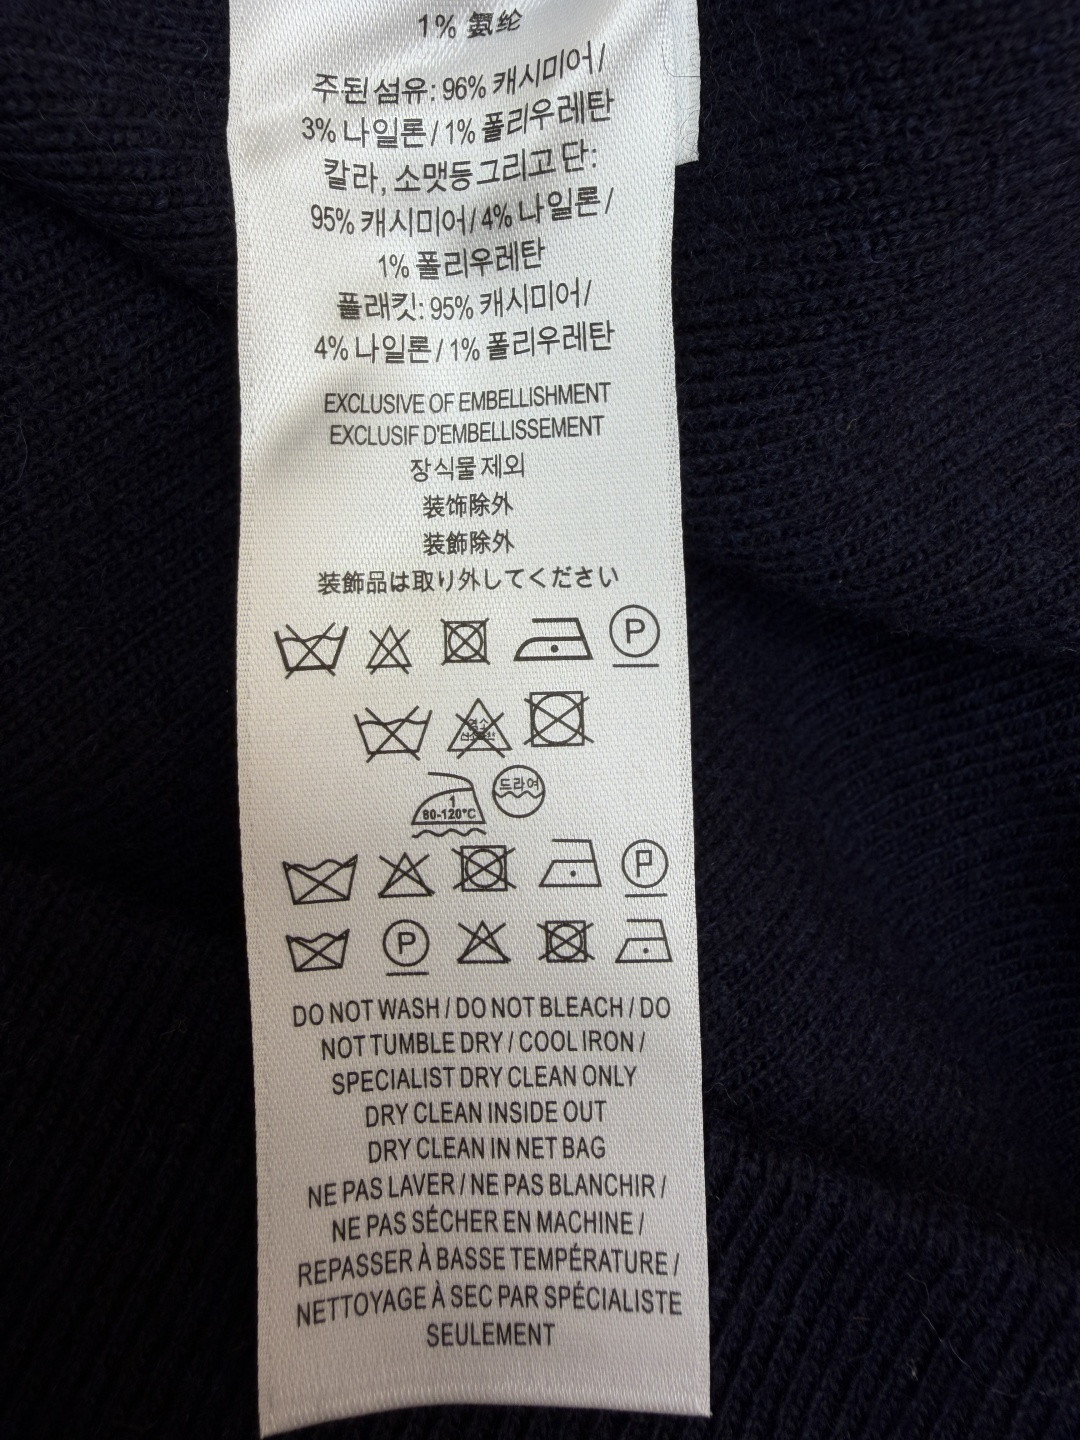 1% 氨纶
주된 섬유: 96% 캐시미어 /
3% 나일론 / 1% 폴리우레탄
칼라, 소맷등 그리고 단:
95% 캐시미어 / 4% 나일론 /
1% 폴리우레탄
플래킷: 95% 캐시미어 /
4% 나일론 / 1% 폴리우레탄
EXCLUSIVE OF EMBELLISHMENT
EXCLUSIF D'EMBELLISSEMENT
장식물 제외
装饰除外
装飾除外
装飾品は取り外してください
P
1
80-120°C
드라이
P
P
DO NOT WASH / DO NOT BLEACH / DO
NOT TUMBLE DRY / COOL IRON /
SPECIALIST DRY CLEAN ONLY
DRY CLEAN INSIDE OUT
DRY CLEAN IN NET BAG
NE PAS LAVER / NE PAS BLANCHIR /
NE PAS SÉCHER EN MACHINE /
REPASSER À BASSE TEMPÉRATURE /
NETTOYAGE À SEC PAR SPÉCIALISTE
SEULEMENT